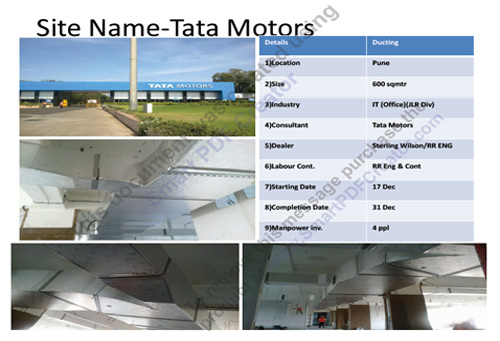 Site Name-Tata Motors
TATA MOTORS
Details Ducting
1)Location Pune
2)Size 600 sqmtr
3)Industry IT (Office)(JLR Div)
4)Consultant Tata Motors
5)Dealer Sterling Wilson/RR ENG
6)Labour Cont. RR Eng & Cont
7)Starting Date 17 Dec
8)Completion Date 31 Dec
9)Manpower inv. 4 ppl